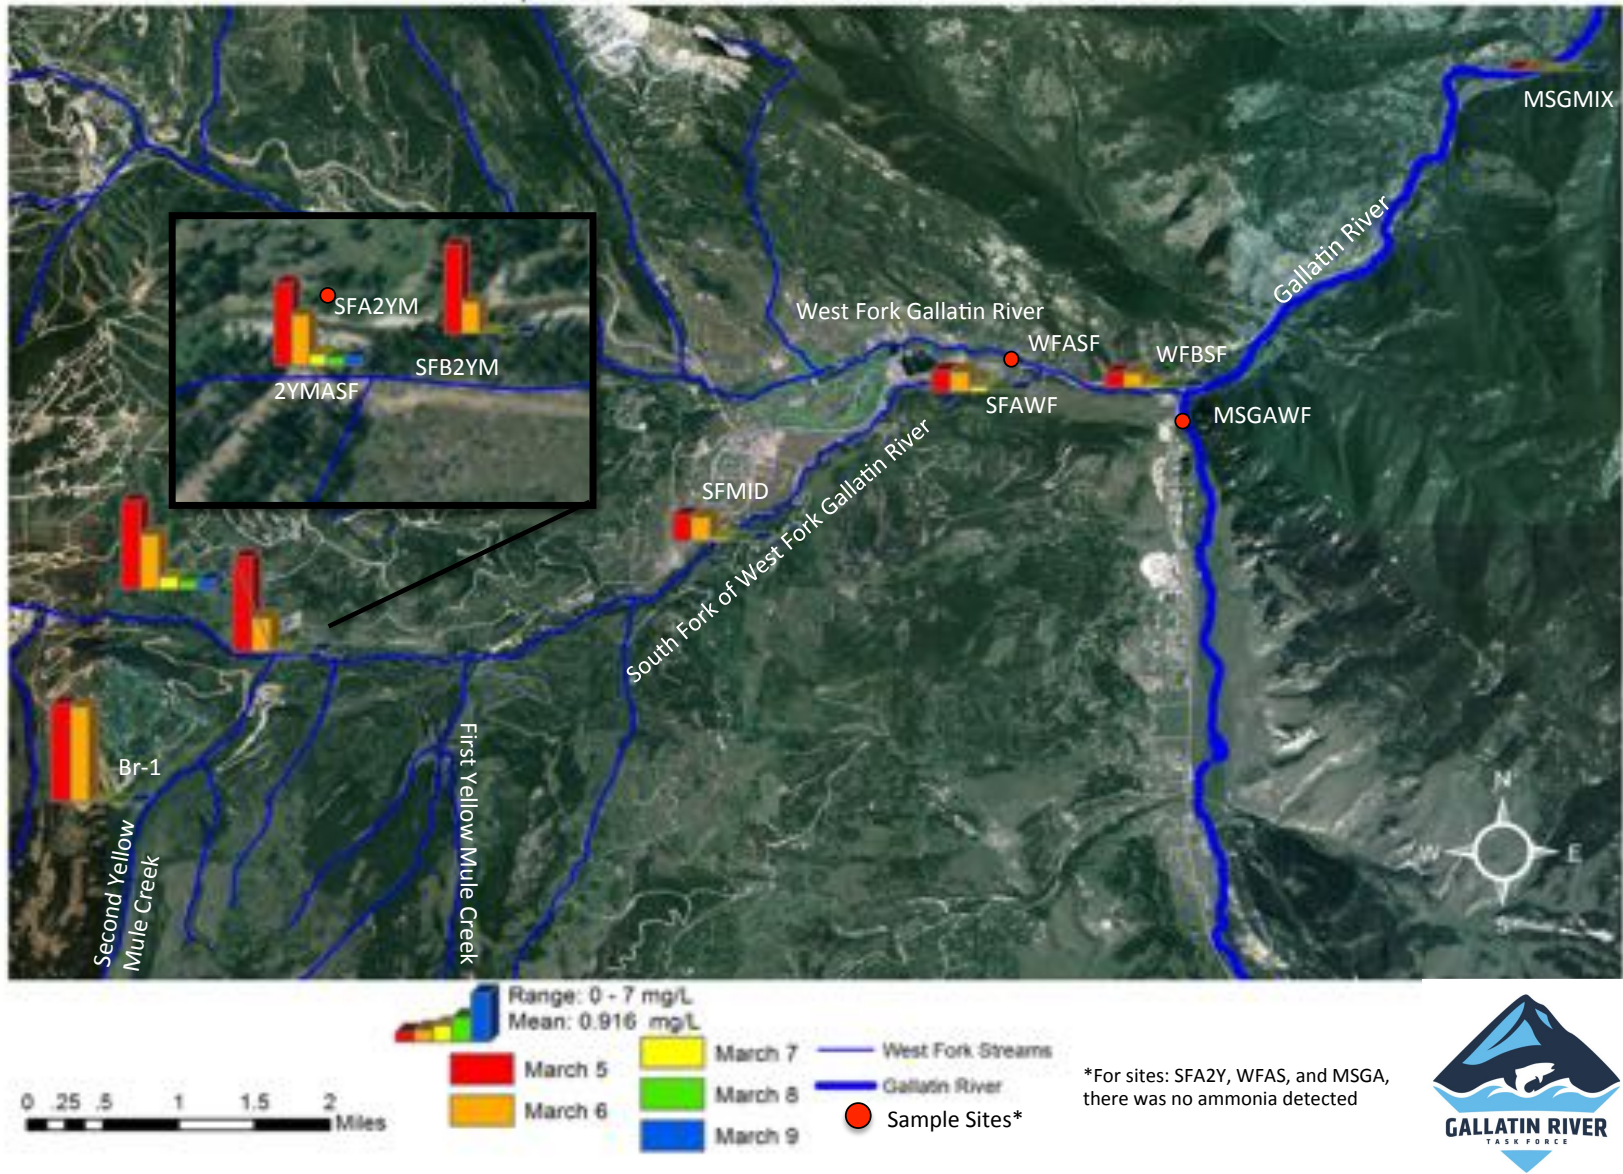 MSGMIX
Gallatin River
West Fork Gallatin River
WFASF
WFBSF
SFAWF
MSGAWF
SFA2YM
SFB2YM
2YMASF
SFMID
South Fork of West Fork Gallatin River
Br-1
First Yellow Mule Creek
Second Yellow
Mule Creek
N
W
E
S
Range: 0 - 7 mg/L
Mean: 0.916 mg/L
March 5
March 6
March 7
March 8
March 9
West Fork Streams
Gallatin River
Sample Sites*
0 .25 .5 1 1.5 2
Miles
*For sites: SFA2Y, WFAS, and MSGA,
there was no ammonia detected
GALLATIN RIVER
TASK FORCE